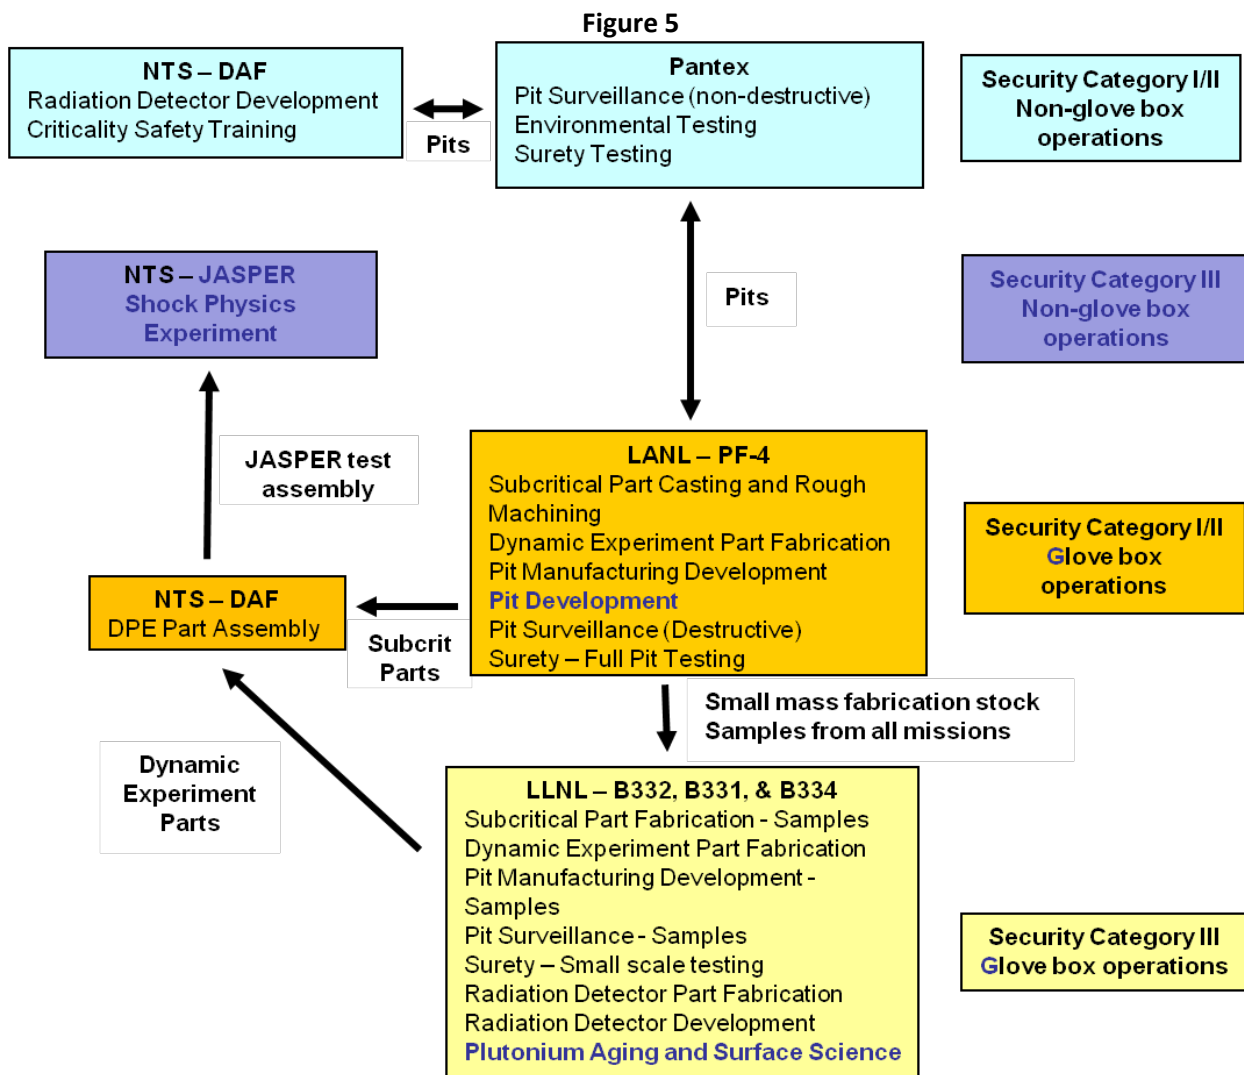 Figure 5
NTS – DAF
Radiation Detector Development
Criticality Safety Training
Pits
Pantex
Pit Surveillance (non-destructive)
Environmental Testing
Surety Testing
Security Category I/II
Non-glove box
operations
NTS – JASPER
Shock Physics
Experiment
Pits
Security Category III
Non-glove box
operations
JASPER test
assembly
LANL – PF-4
Subcritical Part Casting and Rough
Machining
Dynamic Experiment Part Fabrication
Pit Manufacturing Development
Pit Development
Pit Surveillance (Destructive)
Surety – Full Pit Testing
Security Category I/II
Glove box
operations
NTS – DAF
DPE Part Assembly
Subcrit
Parts
Small mass fabrication stock
Samples from all missions
Dynamic
Experiment
Parts
LLNL – B332, B331, & B334
Subcritical Part Fabrication - Samples
Dynamic Experiment Part Fabrication
Pit Manufacturing Development -
Samples
Pit Surveillance - Samples
Surety – Small scale testing
Radiation Detector Part Fabrication
Radiation Detector Development
Plutonium Aging and Surface Science
Security Category III
Glove box operations